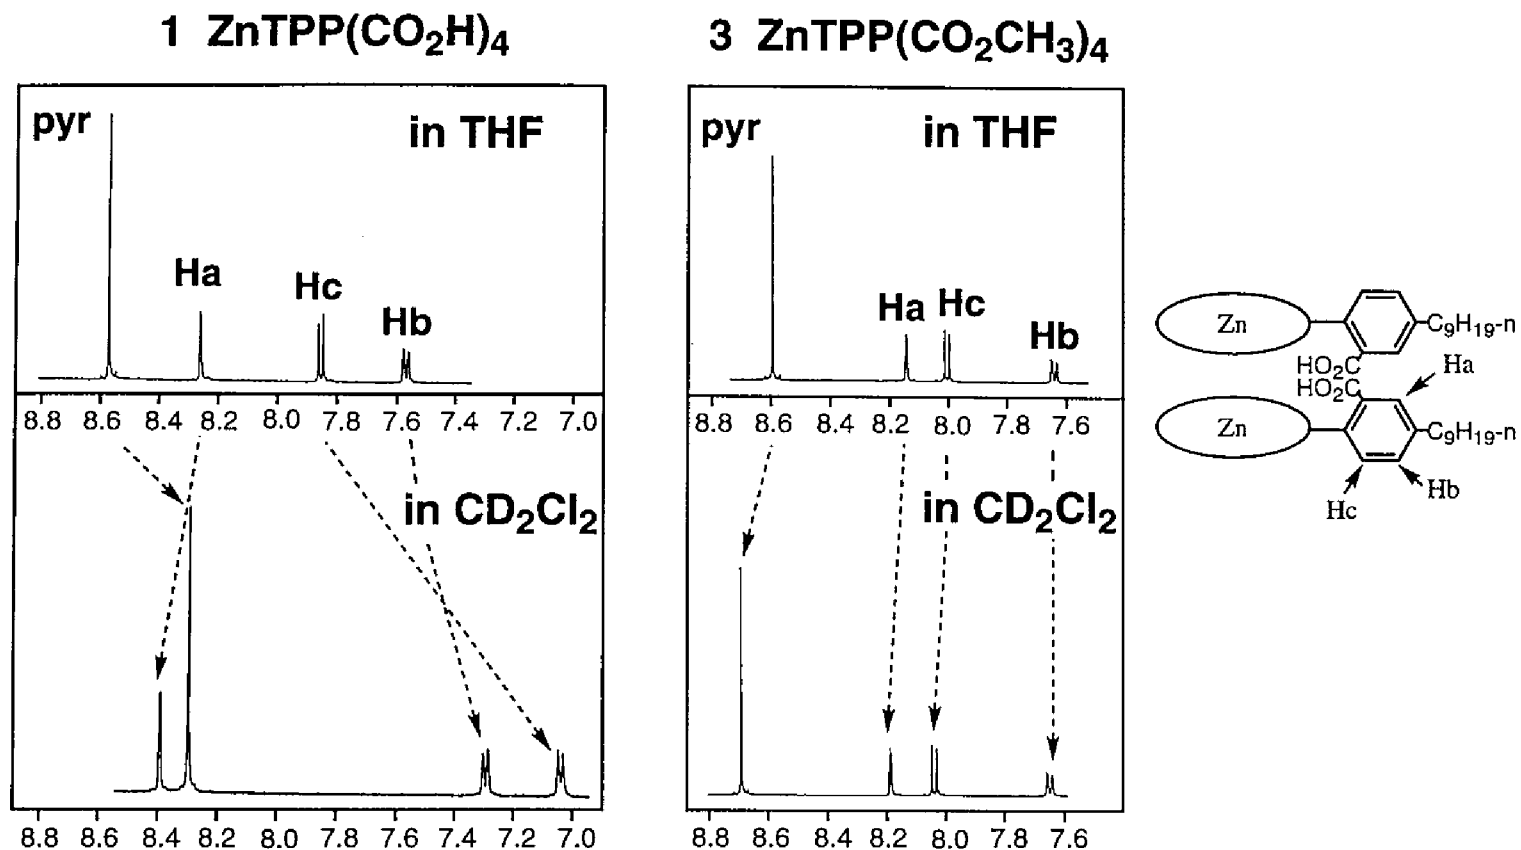 1 ZnTPP(CO₂H)₄
pyr
in THF
Ha
Hc
Hb
8.8 8.6 8.4 8.2 8.0 7.8 7.6 7.4 7.2 7.0
in CD₂Cl₂
8.8 8.6 8.4 8.2 8.0 7.8 7.6 7.4 7.2 7.0
3 ZnTPP(CO₂CH₃)₄
pyr
in THF
Ha
Hc
Hb
8.8 8.6 8.4 8.2 8.0 7.8 7.6
in CD₂Cl₂
8.8 8.6 8.4 8.2 8.0 7.8 7.6
Zn
C₉H₁₉-n
HO₂C
HO₂C
Ha
Zn
C₉H₁₉-n
Hb
Hc